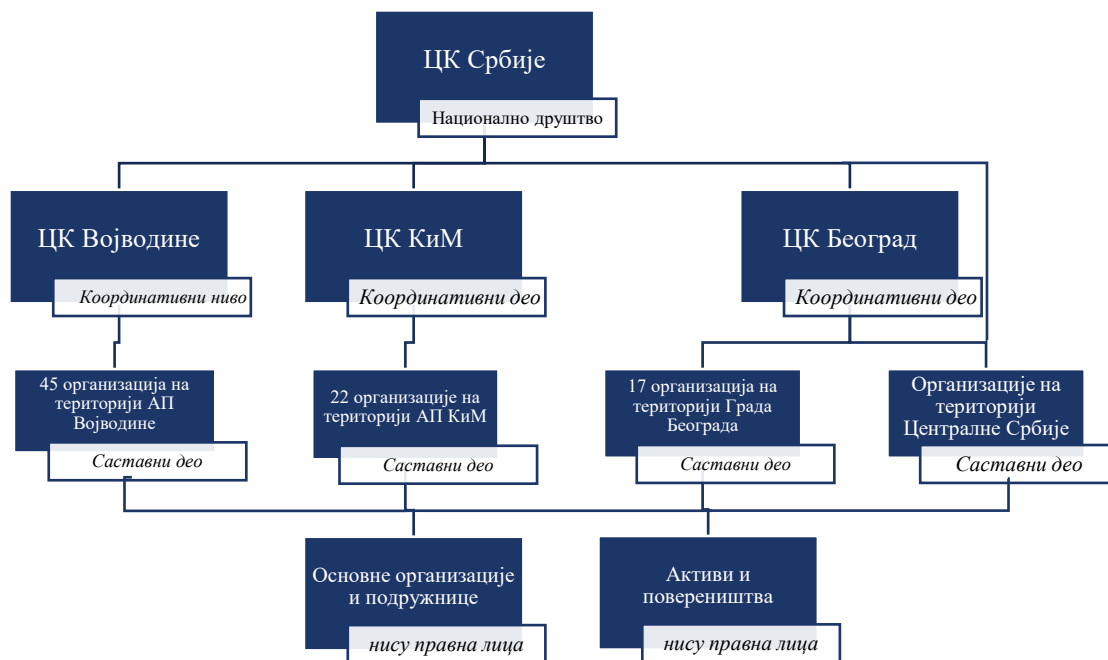 ЦК Србије
Национално друштво
ЦК Војводине
Координативни ниво
ЦК КиМ
Координативни део
ЦК Београд
Координативни део
45 организација на
територији АП
Војводине
Саставни део
22 организације на
територији АП КиМ
Саставни део
17 организација на
територији Града
Београда
Саставни део
Организације на
територији
Централне Србије
Саставни део
Основне организације
и подружнице
нису правна лица
Активи и
повереништва
нису правна лица